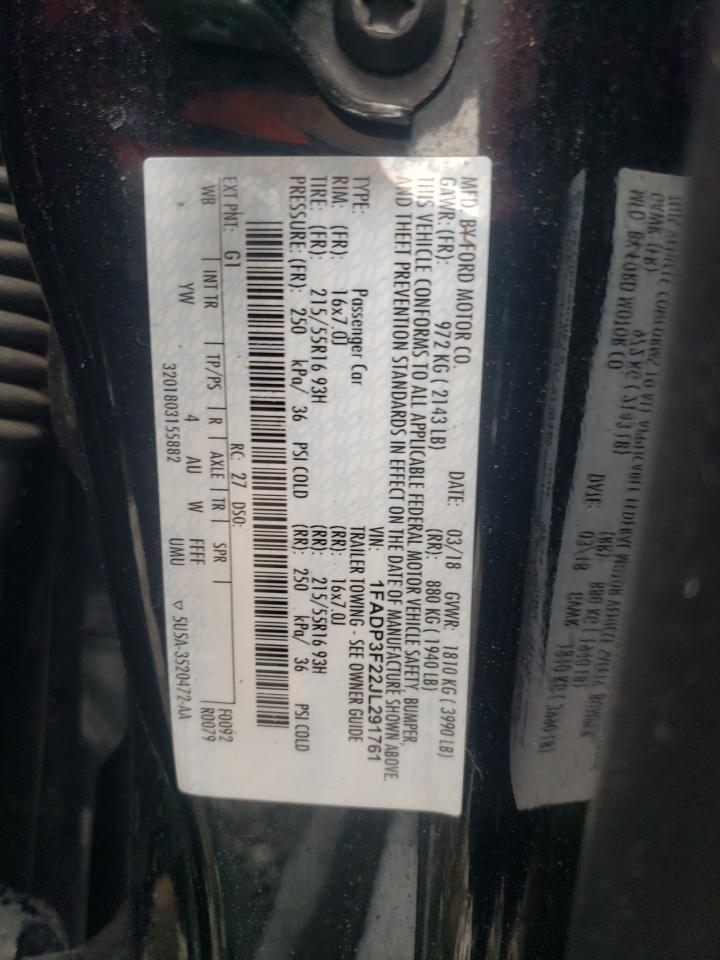 MFD BY FORD MOTOR CO.
DATE: 03/18 GVWR: 1810 KG ( 3990 LB)
GAWR: (FR): 972 KG ( 2143 LB) (RR): 880 KG ( 1940 LB)
THIS VEHICLE CONFORMS TO ALL APPLICABLE FEDERAL MOTOR VEHICLE SAFETY, BUMPER,
AND THEFT PREVENTION STANDARDS IN EFFECT ON THE DATE OF MANUFACTURE SHOWN ABOVE.
VIN: 1FADP3F22JL291761
TYPE: Passenger Car TRAILER TOWING - SEE OWNER GUIDE
RIM: (FR): 16x7.0J (RR): 16x7.0J
TIRE: (FR): 215/55R16 93H (RR): 215/55R16 93H
PRESSURE: (FR): 250 kPa/ 36 PSI COLD (RR): 250 kPa/ 36 PSI COLD
EXT PNT: G1 RC: 27 DSO: F0092
WB INT TR TP/PS R AXLE TR SPR R0079
YW 4 AU W FFFF
3201803155882 UMU ▽ 5U5A-3520472-AA